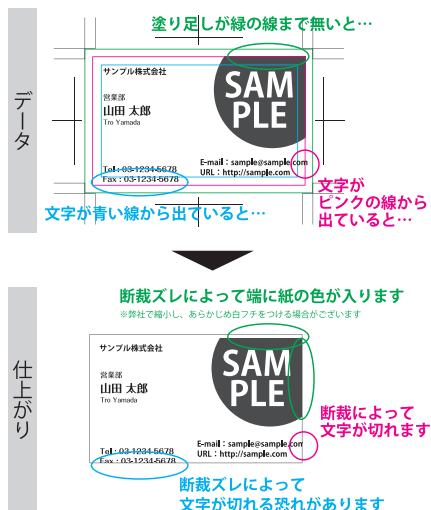 データ
塗り足しが緑の線まで無いと…
サンプル株式会社
営業部
山田 太郎
Tro Yamada
SAM
PLE
Tel : 03-1234-5678
Fax : 03-1234-5678
E-mail : sample@sample.com
URL : http://sample.com
文字が
ピンクの線から
出ていると…
文字が青い線から出ていると…
仕上がり
断裁ズレによって端に紙の色が入ります
※弊社で縮小し、あらかじめ白フチをつける場合がございます
サンプル株式会社
営業部
山田 太郎
Tro Yamada
SAM
PLE
Tel : 03-1234-5678
Fax : 03-1234-5678
E-mail : sample@sample.com
URL : http://sample.com
断裁によって
文字が切れます
断裁ズレによって
文字が切れる恐れがあります